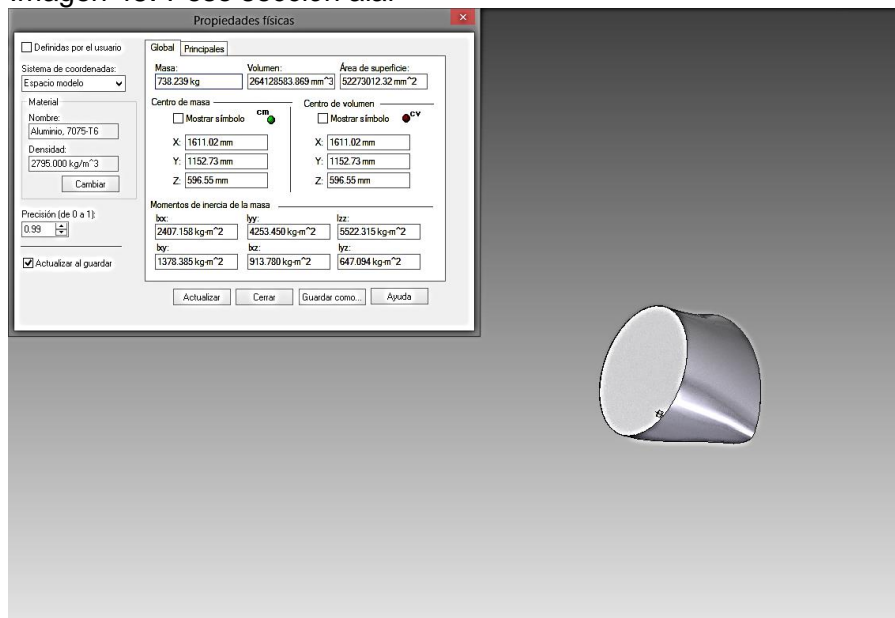 Propiedades físicas
Definidas por el usuario
Sistema de coordenadas:
Espacio modelo
Material
Nombre:
Aluminio, 7075-T6
Densidad:
2795.000 kg/m^3
Cambiar
Precisión (de 0 a 1):
0.99
Actualizar al guardar
Global Principales
Masa: Volumen: Área de superficie:
738.239 kg 264128583.869 mm^3 52273012.32 mm^2
Centro de masa Centro de volumen
Mostrar símbolo cm Mostrar símbolo cv
X: 1611.02 mm X: 1611.02 mm
Y: 1152.73 mm Y: 1152.73 mm
Z: 596.55 mm Z: 596.55 mm
Momentos de inercia de la masa
Ixx: Iyy: Izz:
2407.158 kg-m^2 4253.450 kg-m^2 5522.315 kg-m^2
Ixy: Ixz: Iyz:
1378.385 kg-m^2 913.780 kg-m^2 647.094 kg-m^2
Actualizar Cerrar Guardar como... Ayuda